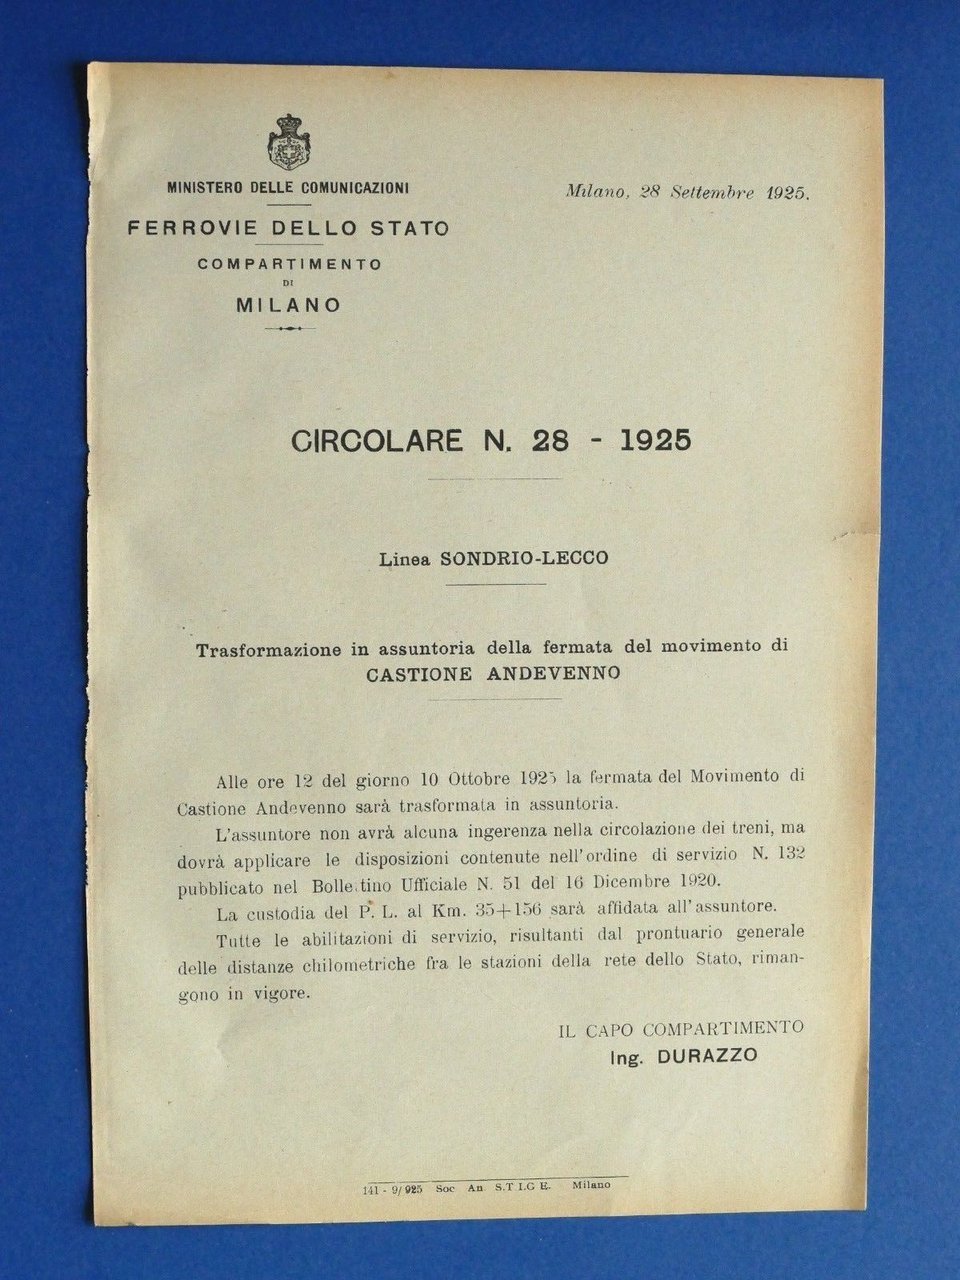 MINISTERO DELLE COMUNICAZIONI
FERROVIE DELLO STATO
COMPARTIMENTO
DI
MILANO
Milano, 28 Settembre 1925.
CIRCOLARE N. 28 - 1925
Linea SONDRIO-LECCO
Trasformazione in assuntoria della fermata del movimento di
CASTIONE ANDEVENNO
Alle ore 12 del giorno 10 Ottobre 1925 la fermata del Movimento di
Castione Andevenno sarà trasformata in assuntoria.
L'assuntore non avrà alcuna ingerenza nella circolazione dei treni, ma
dovrà applicare le disposizioni contenute nell'ordine di servizio N. 132
pubblicato nel Bollettino Ufficiale N. 51 del 16 Dicembre 1920.
La custodia del P. L. al Km. 35+156 sarà affidata all'assuntore.
Tutte le abilitazioni di servizio, risultanti dal prontuario generale
delle distanze chilometriche fra le stazioni della rete dello Stato, riman-
gono in vigore.
IL CAPO COMPARTIMENTO
Ing. DURAZZO
141 - 9/925 Soc An. S.T I.G E. Milano